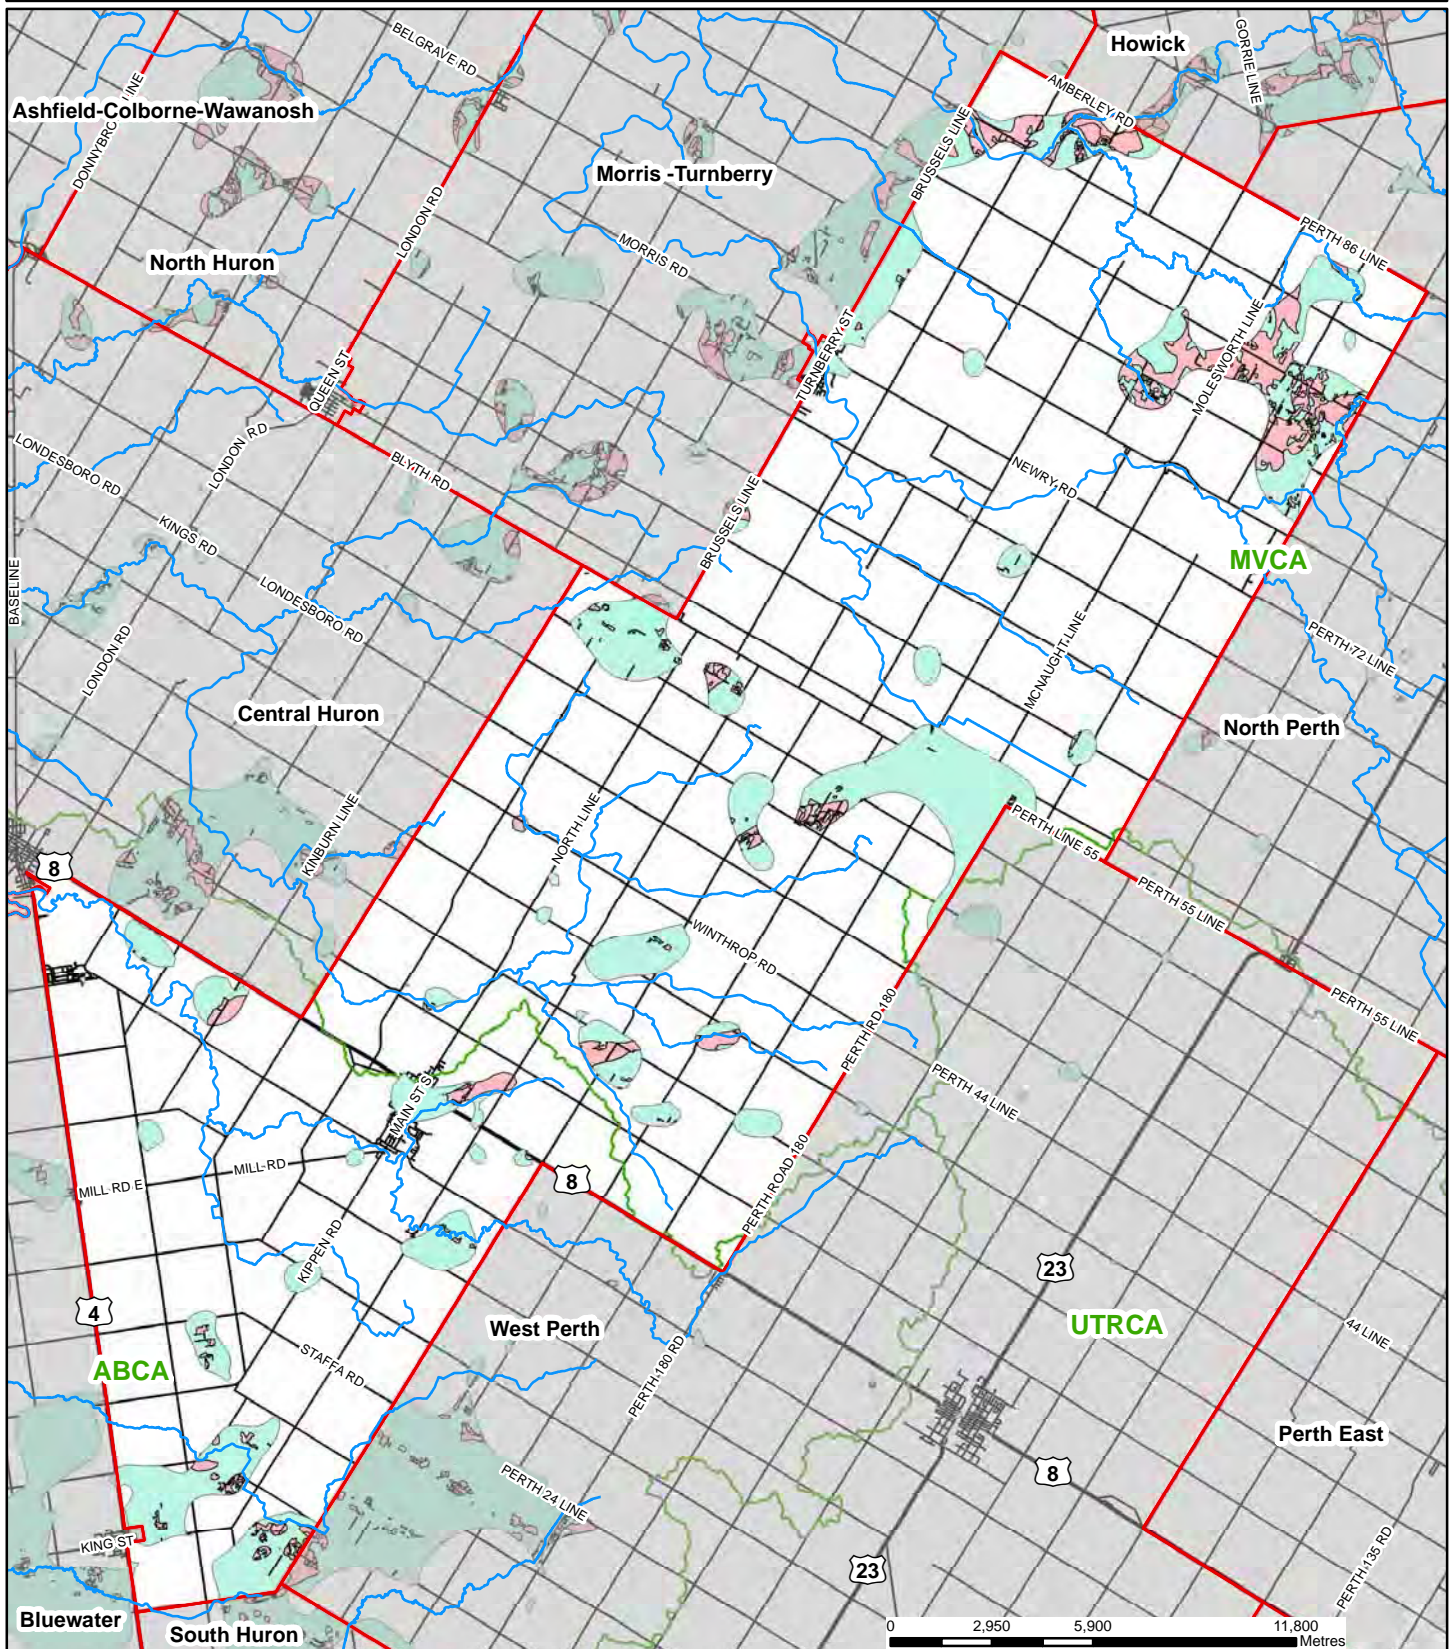 Howick
BELGRAVE RD
GORRIE LINE
AMBERLEY RD
Ashfield-Colborne-Wawanosh
BRUSSELS LINE
Morris -Turnberry
LONDON RD
MORRIS RD
PERTH 86 LINE
North Huron
MOLESWORTH LINE
TURNBERRY ST
QUEEN ST
LONDON RD
BLYTH RD
LONDESBORO RD
NEWRY RD
KINGS RD
BRUSSELS LINE
MVCA
BASELINE
LONDESBORO RD
LONDON RD
MCNAUGHT LINE
PERTH 72 LINE
Central Huron
North Perth
NORTH LINE
KINBURN LINE
PERTH LINE 55
8
PERTH 55 LINE
WINTHROP RD
PERTH RD 180
PERTH 55 LINE
PERTH 44 LINE
MAIN ST S
MILL RD
MILL RD E
8
PERTH ROAD 180
KIPPEN RD
23
4
West Perth
UTRCA
44 LINE
ABCA
STAFFA RD
PERTH 180 RD
Perth East
PERTH 24 LINE
8
KING ST
23
PERTH 135 RD
Bluewater
South Huron
0 2,950 5,900 11,800
Metres